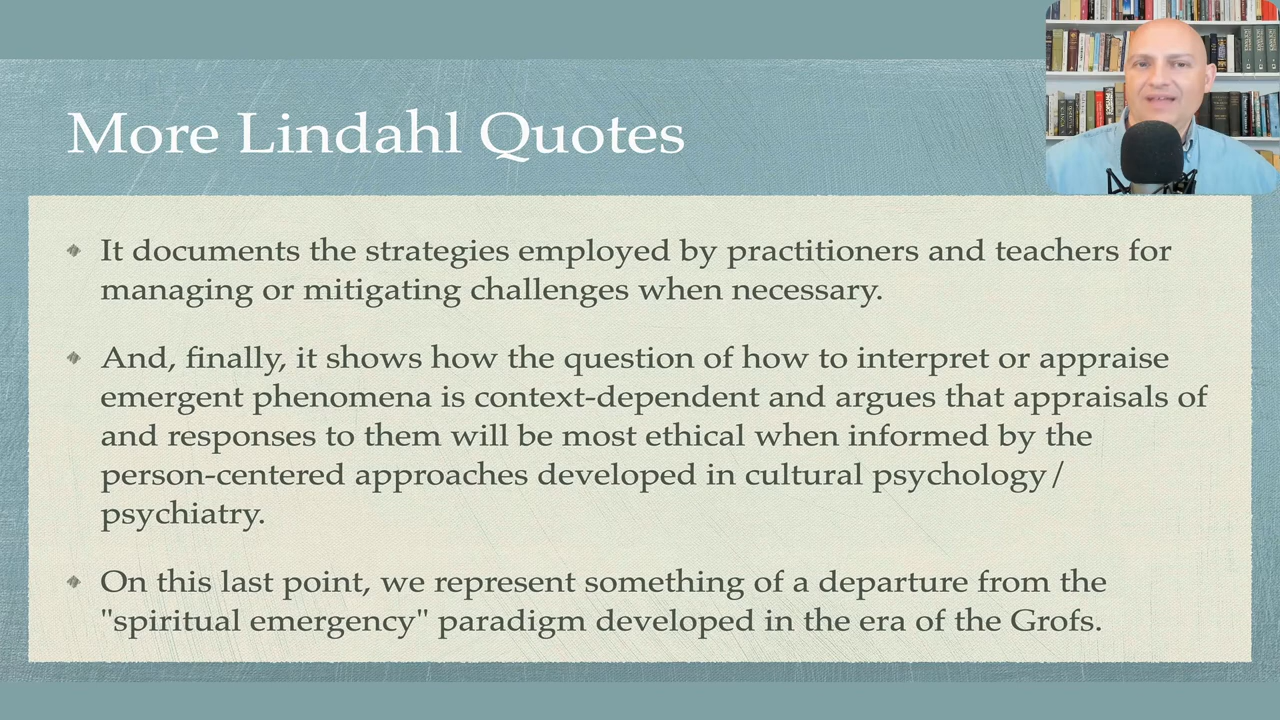 More Lindahl Quotes
It documents the strategies employed by practitioners and teachers for
managing or mitigating challenges when necessary.
And, finally, it shows how the question of how to interpret or appraise
emergent phenomena is context-dependent and argues that appraisals of
and responses to them will be most ethical when informed by the
person-centered approaches developed in cultural psychology/
psychiatry.
On this last point, we represent something of a departure from the
"spiritual emergency" paradigm developed in the era of the Grofs.